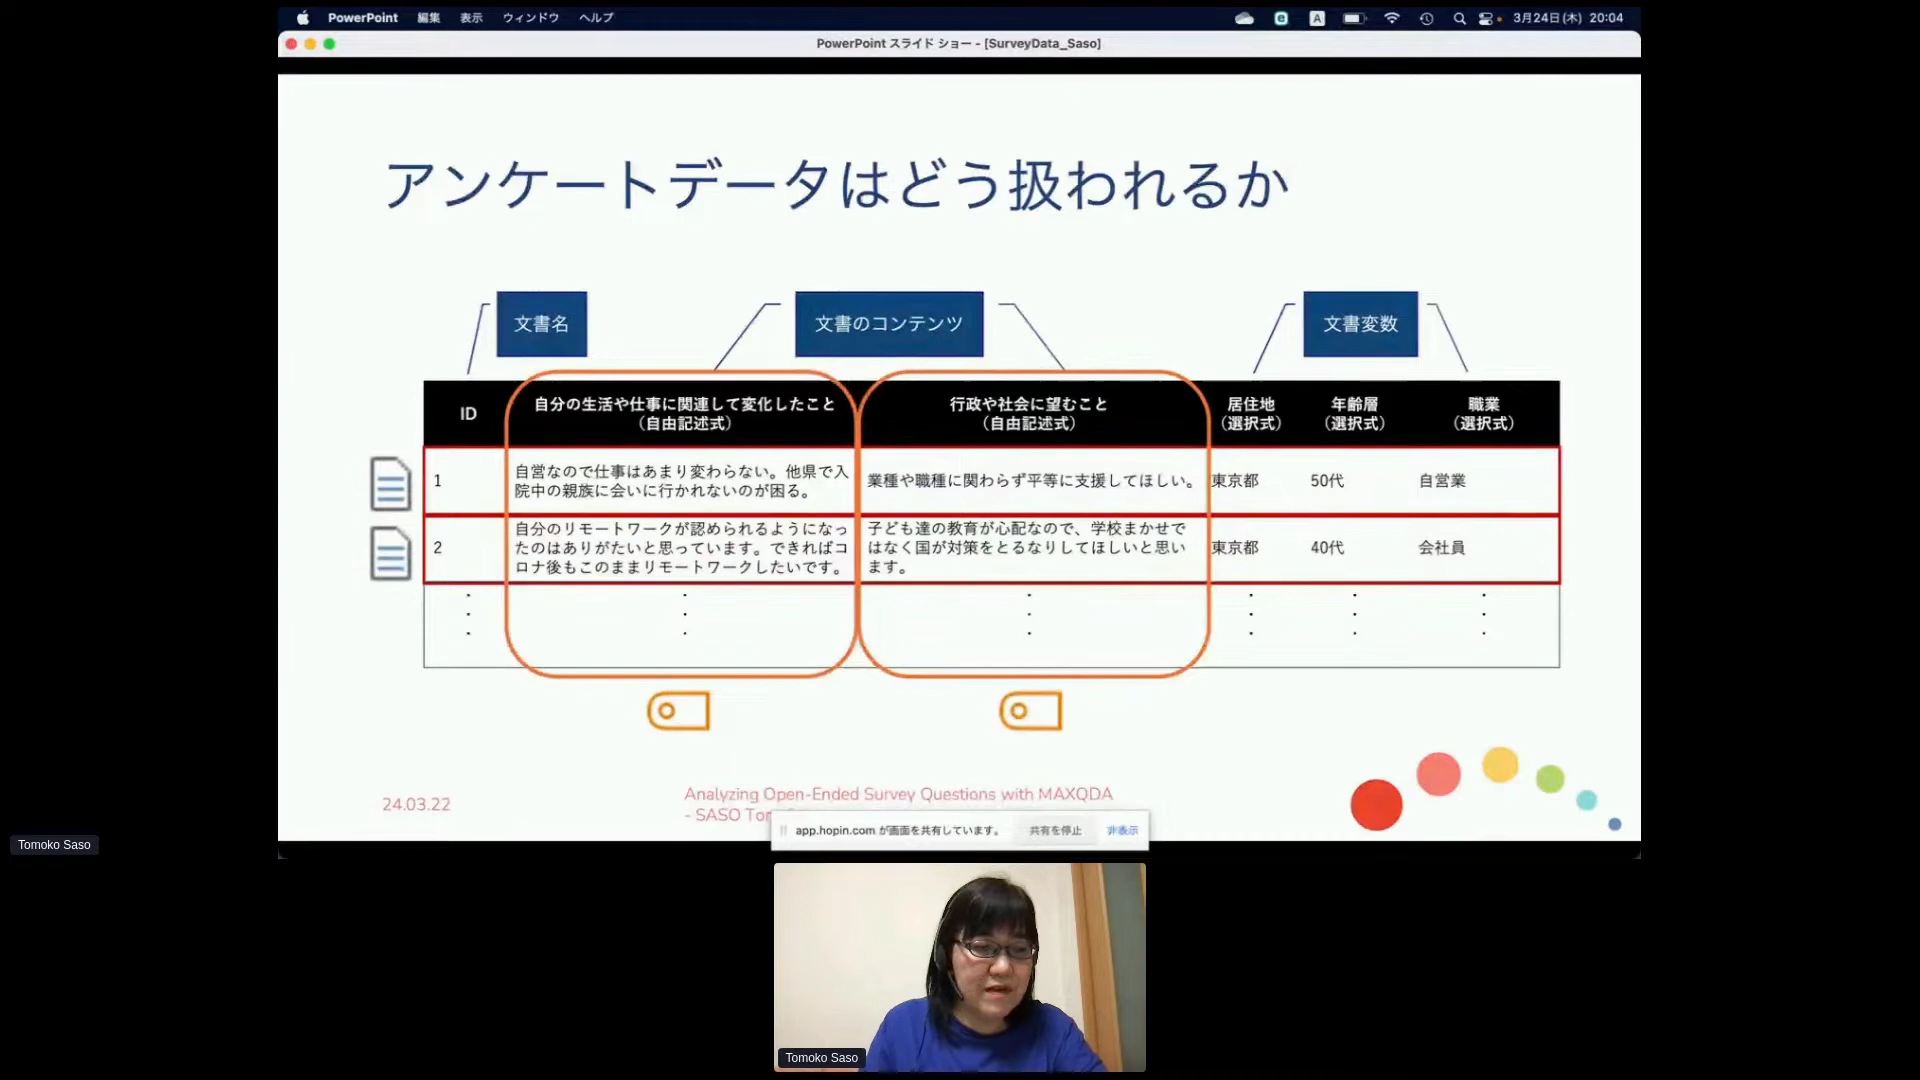 PowerPoint 編集 表示 ウィンドウ ヘルプ
A
3月24日(木) 20:04
PowerPoint スライド ショー - [SurveyData_Saso]
アンケートデータはどう扱われるか
文書名
文書のコンテンツ
文書変数
ID
自分の生活や仕事に関連して変化したこと
（自由記述式）
行政や社会に望むこと
（自由記述式）
居住地
（選択式）
年齢層
（選択式）
職業
（選択式）
1
自営なので仕事はあまり変わらない。他県で入
院中の親族に会いに行かれないのが困る。
業種や職種に関わらず平等に支援してほしい。
東京都
50代
自営業
2
自分のリモートワークが認められるようになっ
たのはありがたいと思っています。できればコ
ロナ後もこのままリモートワークしたいです。
子ども達の教育が心配なので、学校まかせで
はなく国が対策をとるなりしてほしいと思い
ます。
東京都
40代
会社員
24.03.22
Analyzing Open-Ended Survey Questions with MAXQDA
- SASO
app.hopin.com が画面を共有しています。
共有を停止
非表示
Tomoko Saso
Tomoko Saso